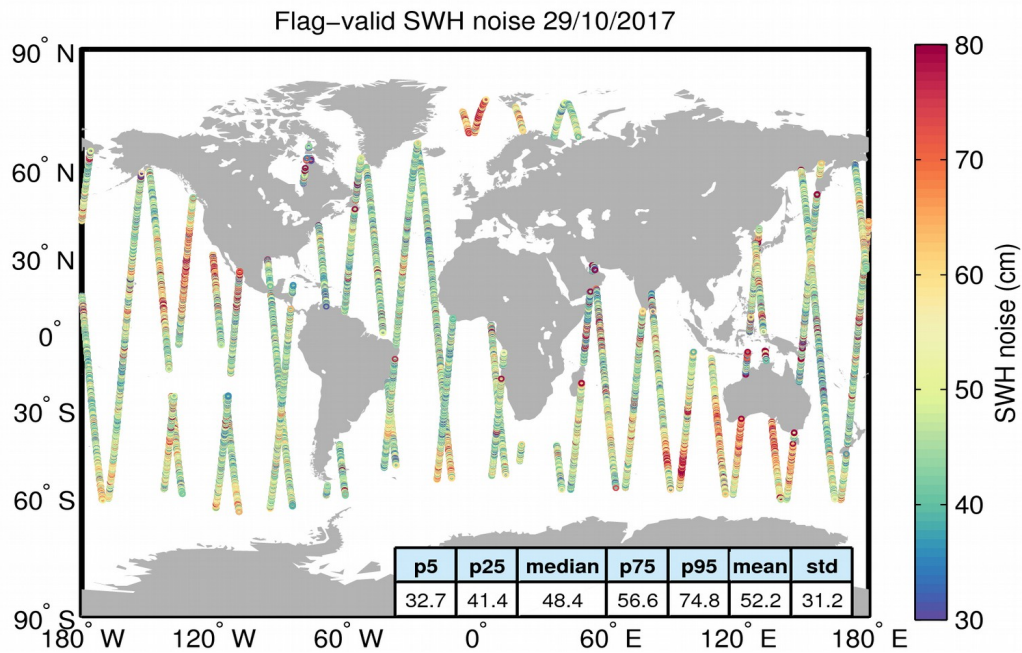 Flag−valid SWH noise 29/10/2017
90° N
60° N
30° N
0°
30° S
60° S
90° S
180° W
120° W
60° W
0°
60° E
120° E
180° E
80
70
60
50
40
30
SWH noise (cm)
p5 p25 median p75 p95 mean std
32.7 41.4 48.4 56.6 74.8 52.2 31.2